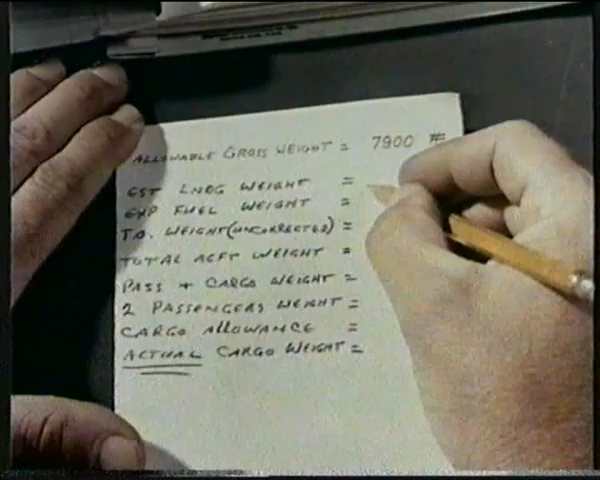 ALLOWABLE GROSS WEIGHT = 7900 #
EST LNDG WEIGHT =
EXP FUEL WEIGHT =
T.O. WEIGHT (UNCORRECTED) =
TOTAL ACFT WEIGHT =
PASS + CARGO WEIGHT =
2 PASSENGERS WEIGHT =
CARGO ALLOWANCE =
ACTUAL CARGO WEIGHT =